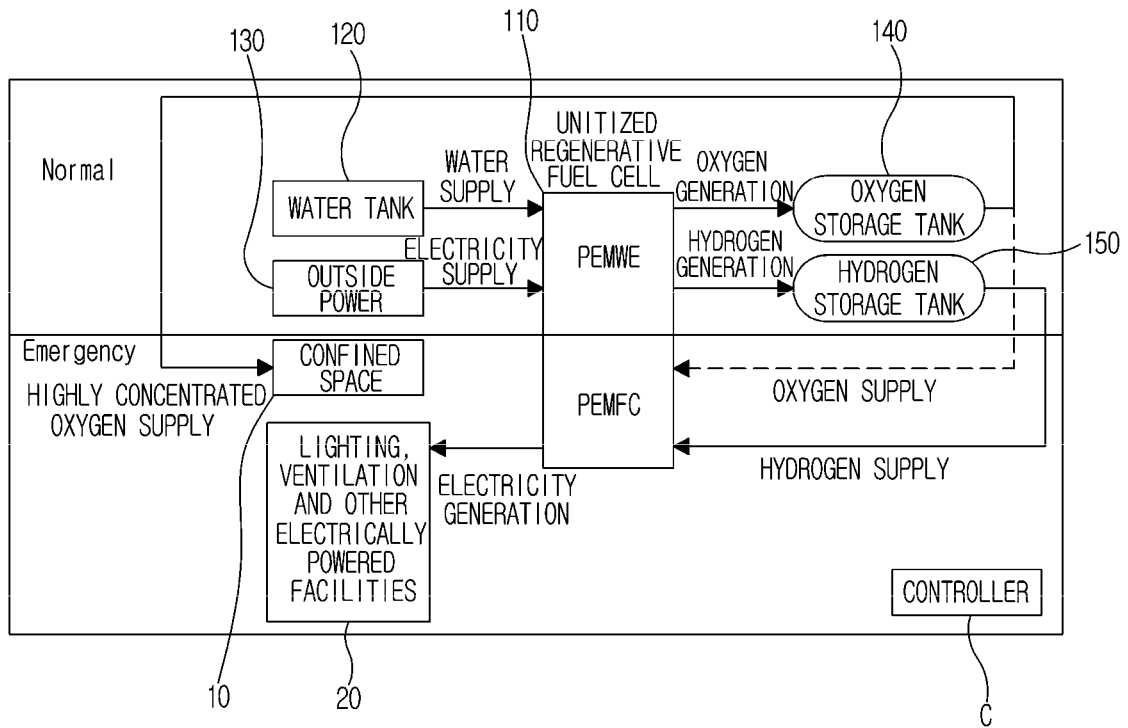 120
110
140
130
Normal
UNITIZED
REGENERATIVE
FUEL CELL
WATER
SUPPLY
OXYGEN
GENERATION
WATER TANK
OXYGEN
STORAGE TANK
ELECTRICITY
SUPPLY
PEMWE
HYDROGEN
GENERATION
150
OUTSIDE
POWER
HYDROGEN
STORAGE TANK
Emergency
CONFINED
SPACE
HIGHLY CONCENTRATED
OXYGEN SUPPLY
PEMFC
OXYGEN SUPPLY
LIGHTING,
VENTILATION
AND OTHER
ELECTRICALLY
POWERED
FACILITIES
ELECTRICITY
GENERATION
HYDROGEN SUPPLY
CONTROLLER
10
20
C